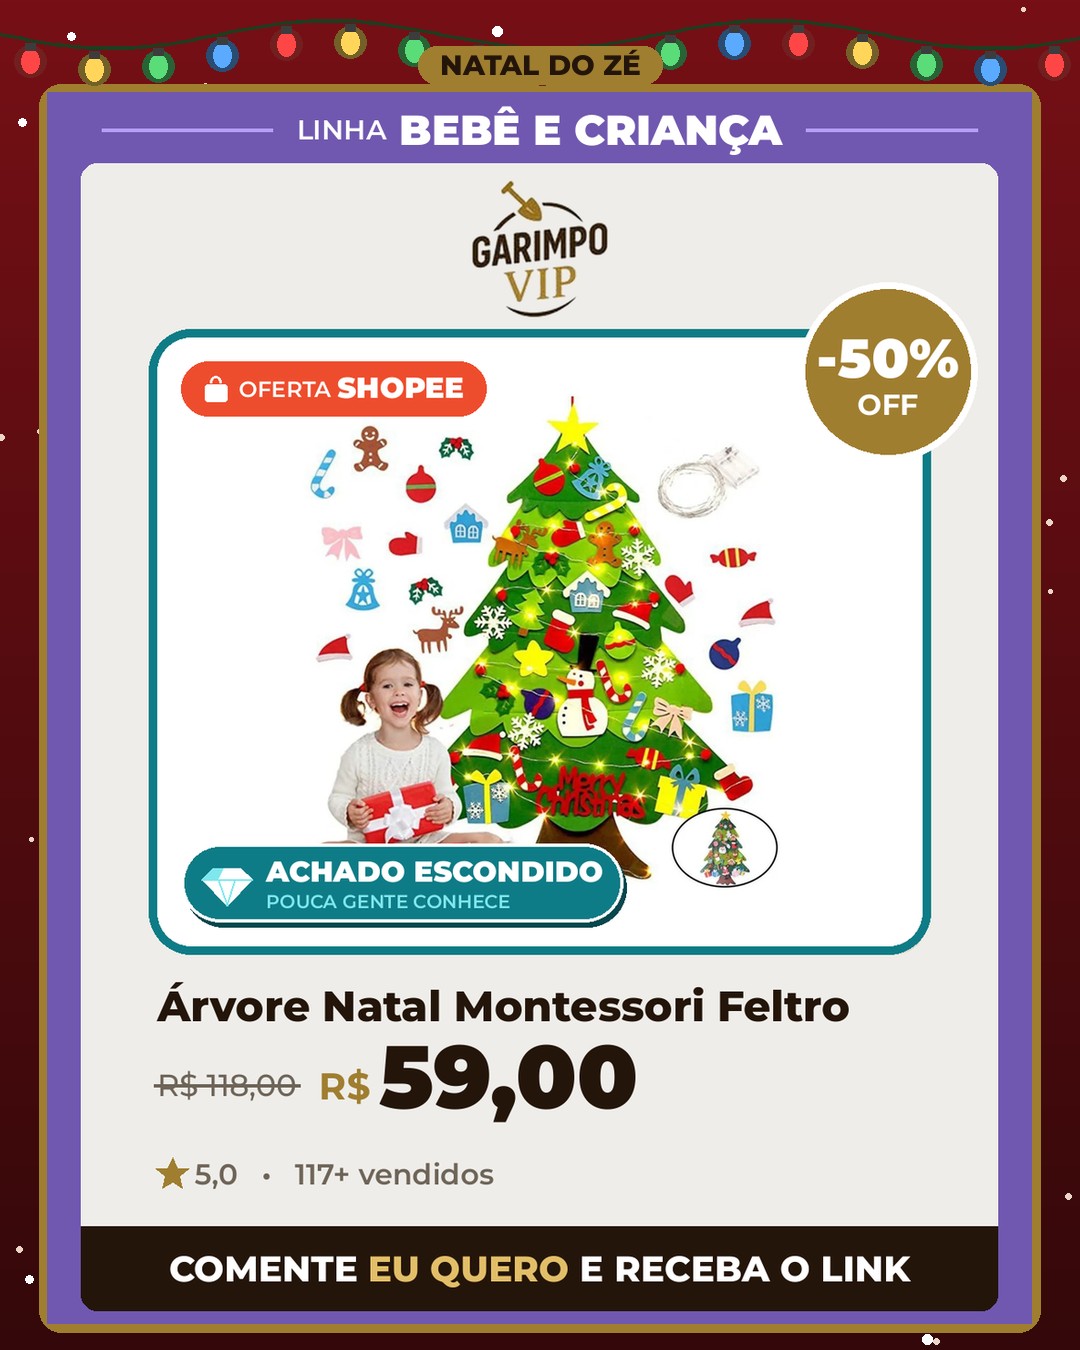 NATAL DO ZÉ
LINHA BEBÊ E CRIANÇA
GARIMPO
VIP
-50%
OFF
OFERTA SHOPEE
Merry
Christmas
ACHADO ESCONDIDO
POUCA GENTE CONHECE
Árvore Natal Montessori Feltro
R$ 118,00 R$ 59,00
5,0 • 117+ vendidos
COMENTE EU QUERO E RECEBA O LINK